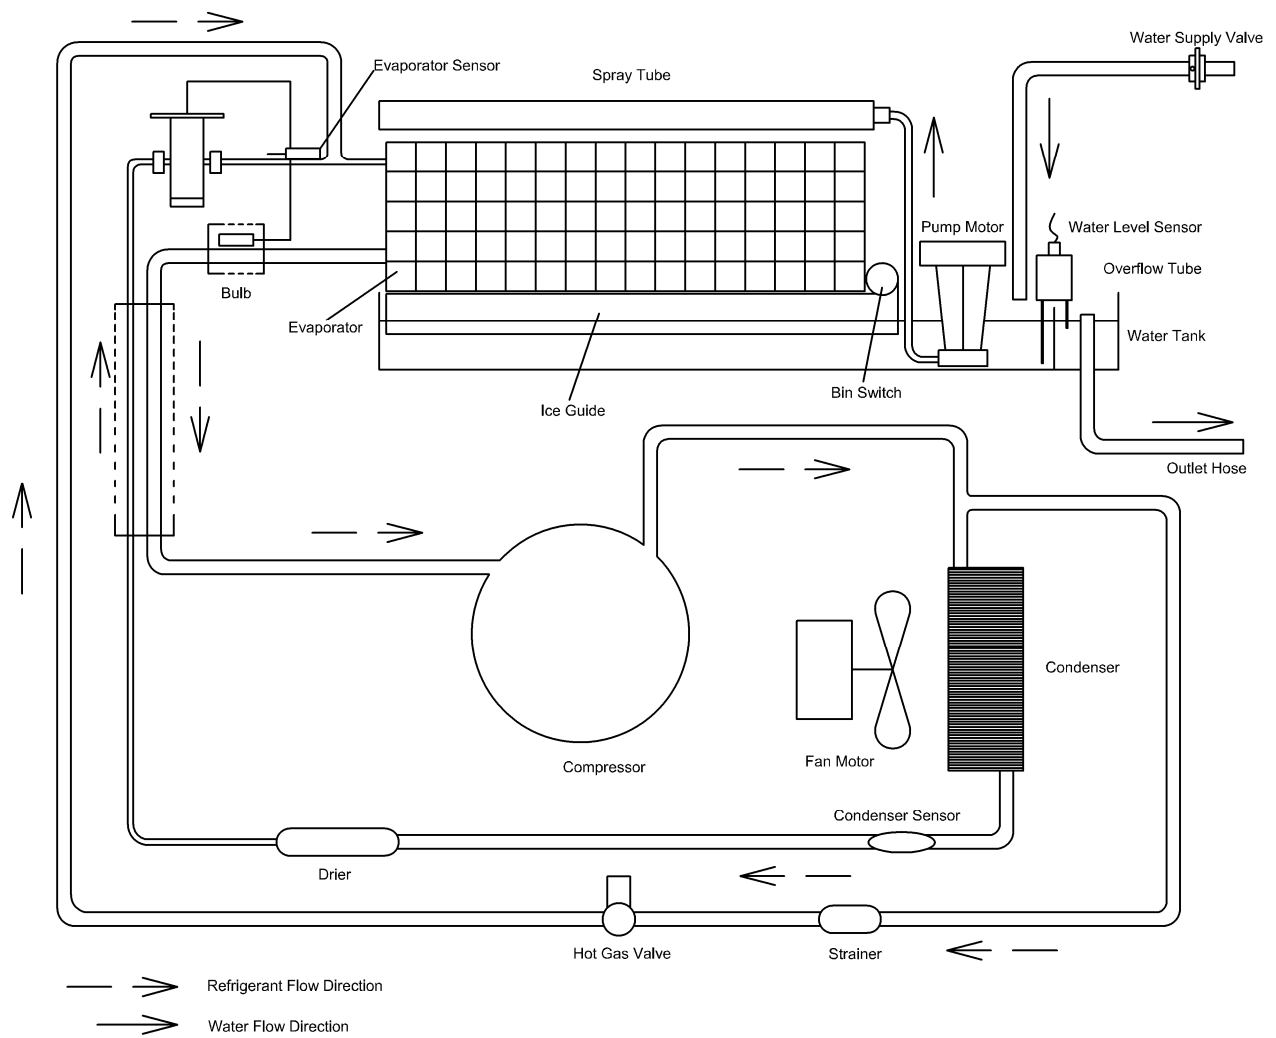 Water Supply Valve
Evaporator Sensor
Spray Tube
Pump Motor
Water Level Sensor
Overflow Tube
Bulb
Evaporator
Water Tank
Bin Switch
Ice Guide
Outlet Hose
Condenser
Fan Motor
Compressor
Condenser Sensor
Drier
Hot Gas Valve
Strainer
Refrigerant Flow Direction
Water Flow Direction